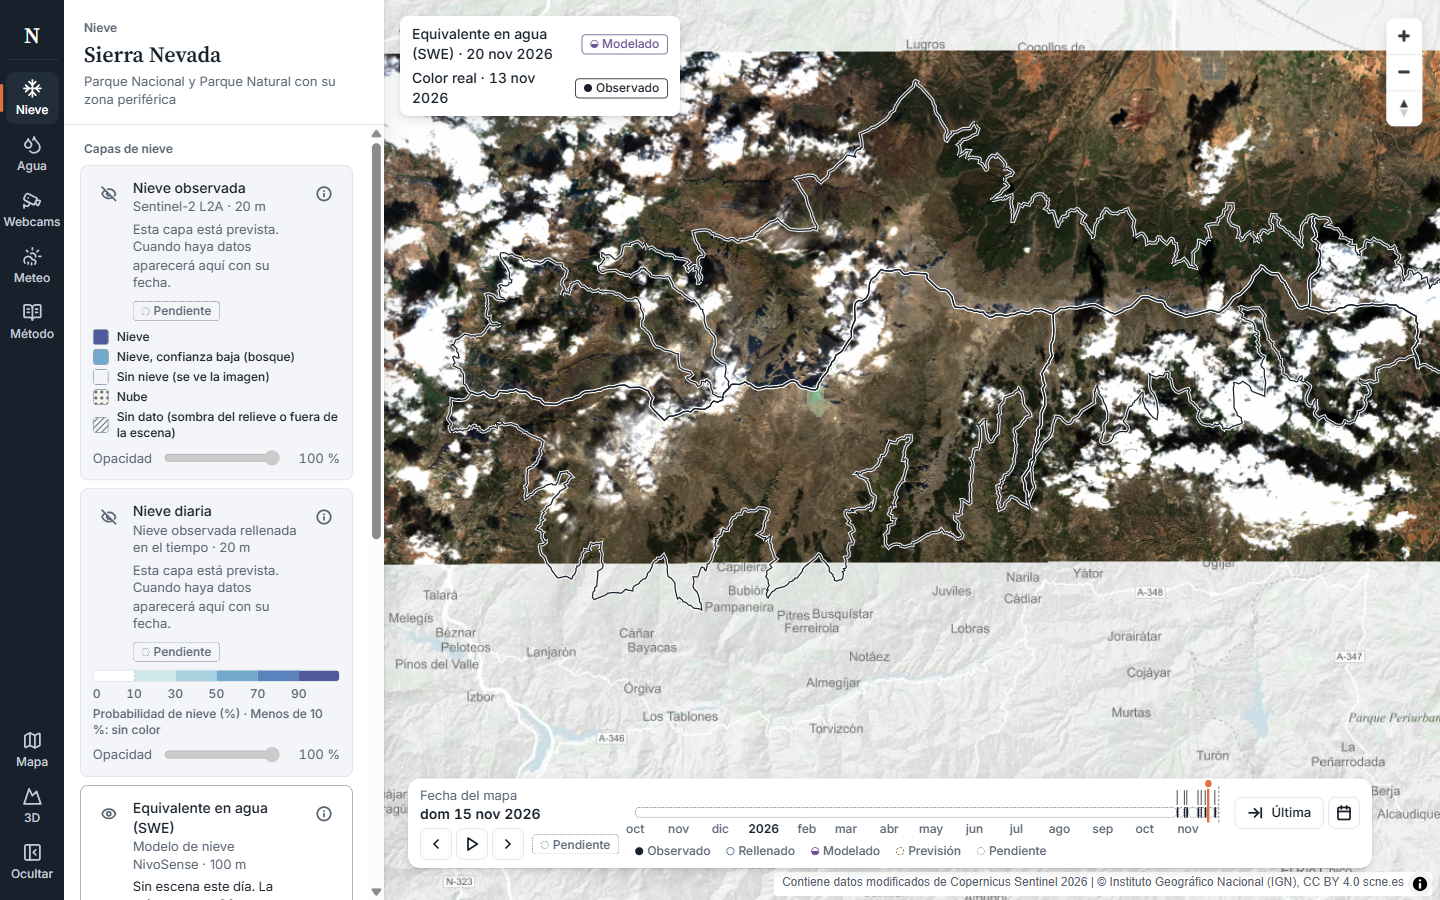 N
Nieve
Agua
Webcams
Meteo
Método
Mapa
3D
Ocultar
Nieve
Sierra Nevada
Parque Nacional y Parque Natural con su
zona periférica
Capas de nieve
Nieve observada
Sentinel-2 L2A · 20 m
Esta capa está prevista.
Cuando haya datos
aparecerá aquí con su
fecha.
Pendiente
Nieve
Nieve, confianza baja (bosque)
Sin nieve (se ve la imagen)
Nube
Sin dato (sombra del relieve o fuera de
la escena)
Opacidad 100 %
Nieve diaria
Nieve observada rellenada
en el tiempo · 20 m
Esta capa está prevista.
Cuando haya datos
aparecerá aquí con su
fecha.
Pendiente
0 10 30 50 70 90
Probabilidad de nieve (%) · Menos de 10
%: sin color
Opacidad 100 %
Equivalente en agua
(SWE)
Modelo de nieve
NivoSense · 100 m
Sin escena este día. La
Equivalente en agua
(SWE) · 20 nov 2026
Modelado
Color real · 13 nov
2026
Observado
Lugros
Cogollos de
Capileira
Bubión
Pampaneira
Pitres
Busquístar
Ferreirola
Juviles
Narila
Cádiar
Yátor
Ugíjar
A-348
Talará
Melegís
Béznar
Peloteos
Pinos del Valle
Cáñar
Bayacas
Lanjarón
Lobras
Jorairátar
Notáez
A-347
Cojáyar
Almegíjar
Órgiva
Izbor
Los Tablones
Murtas
Torvizcón
A-346
Parque Periurban
Turón
La
Peñarrodada
Berja
Alcaudique
N-323
Fecha del mapa
dom 15 nov 2026
Pendiente
oct nov dic 2026 feb mar abr may jun jul ago sep oct nov
Observado Rellenado Modelado Previsión Pendiente
Última
Contiene datos modificados de Copernicus Sentinel 2026 | © Instituto Geográfico Nacional (IGN), CC BY 4.0 scne.es